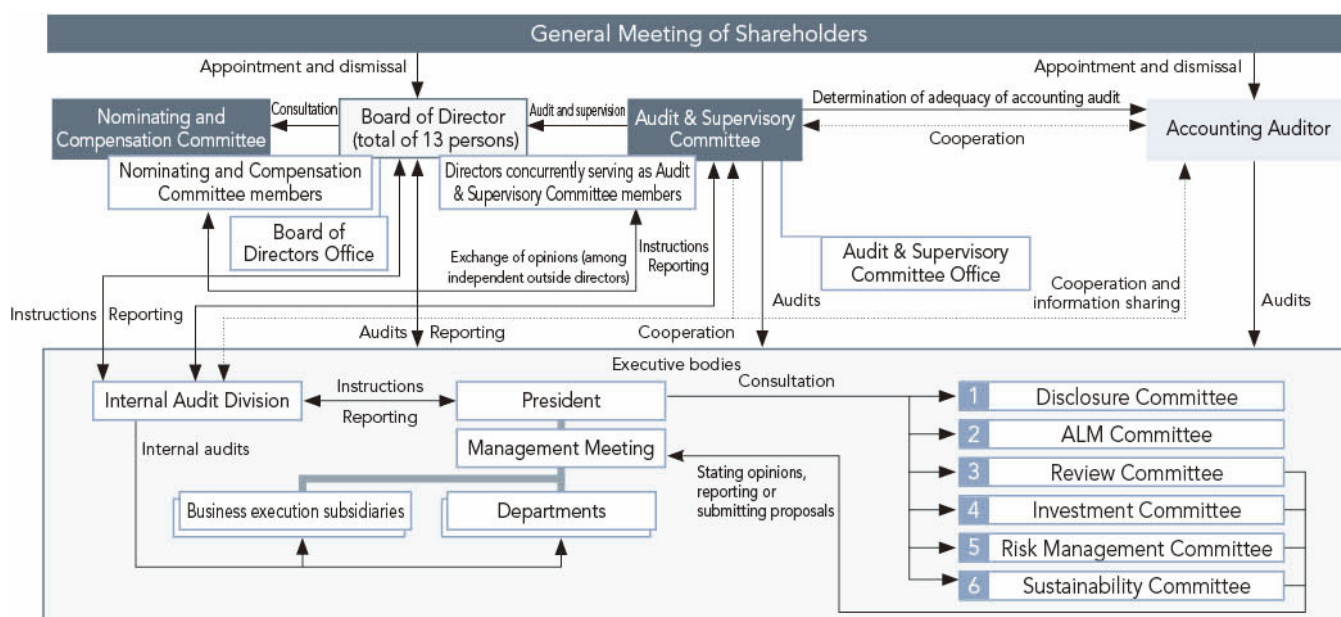 General Meeting of Shareholders
Appointment and dismissal
Appointment and dismissal
Nominating and
Compensation Committee
Consultation
Board of Director
(total of 13 persons)
Audit and supervision
Audit & Supervisory
Committee
Determination of adequacy of accounting audit
Cooperation
Accounting Auditor
Nominating and Compensation
Committee members
Directors concurrently serving as Audit
& Supervisory Committee members
Board of
Directors Office
Exchange of opinions (among
independent outside directors)
Instructions
Reporting
Audit & Supervisory
Committee Office
Cooperation and
information sharing
Instructions
Reporting
Audits
Reporting
Cooperation
Audits
Audits
Executive bodies
Internal Audit Division
Instructions
Reporting
President
Consultation
Internal audits
Management Meeting
Stating opinions,
reporting or
submitting proposals
Business execution subsidiaries
Departments
1 Disclosure Committee
2 ALM Committee
3 Review Committee
4 Investment Committee
5 Risk Management Committee
6 Sustainability Committee